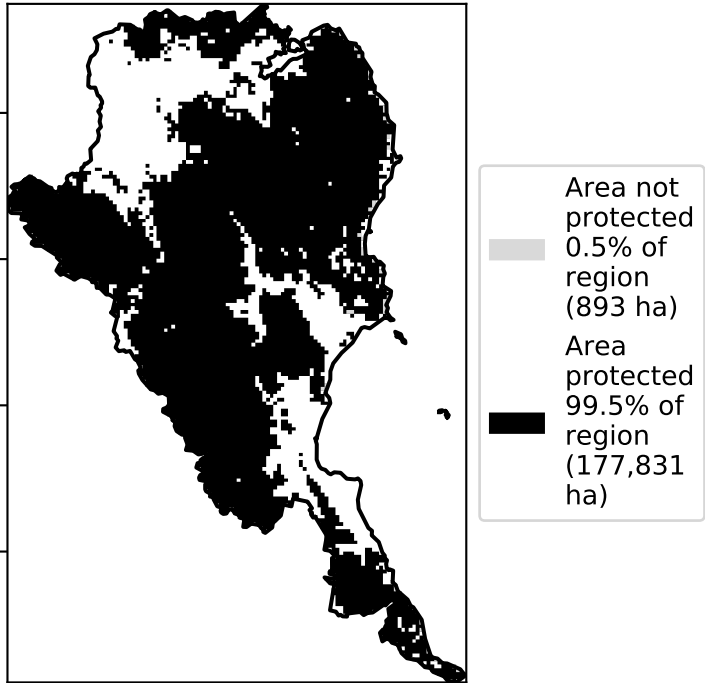 Area not
protected
0.5% of
region
(893 ha)
Area
protected
99.5% of
region
(177,831
ha)